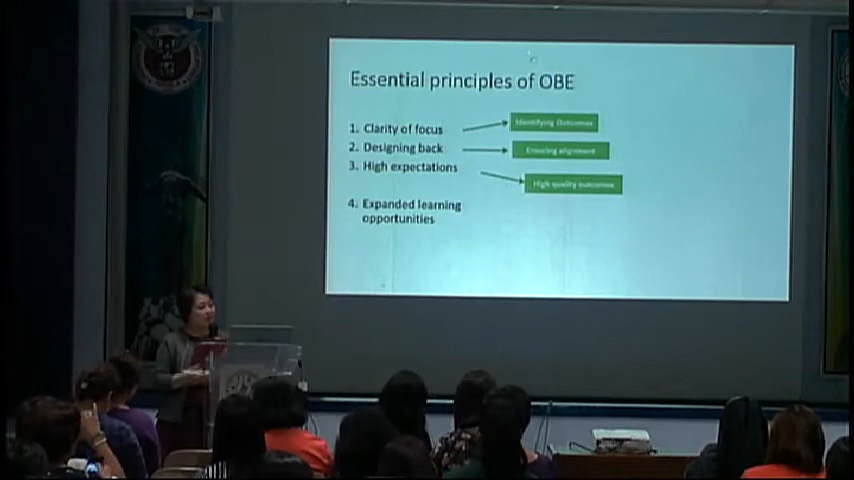 Essential principles of OBE
1. Clarity of focus
Identifying Outcomes
2. Designing back
Ensuring alignment
3. High expectations
High quality outcomes
4. Expanded learning
opportunities